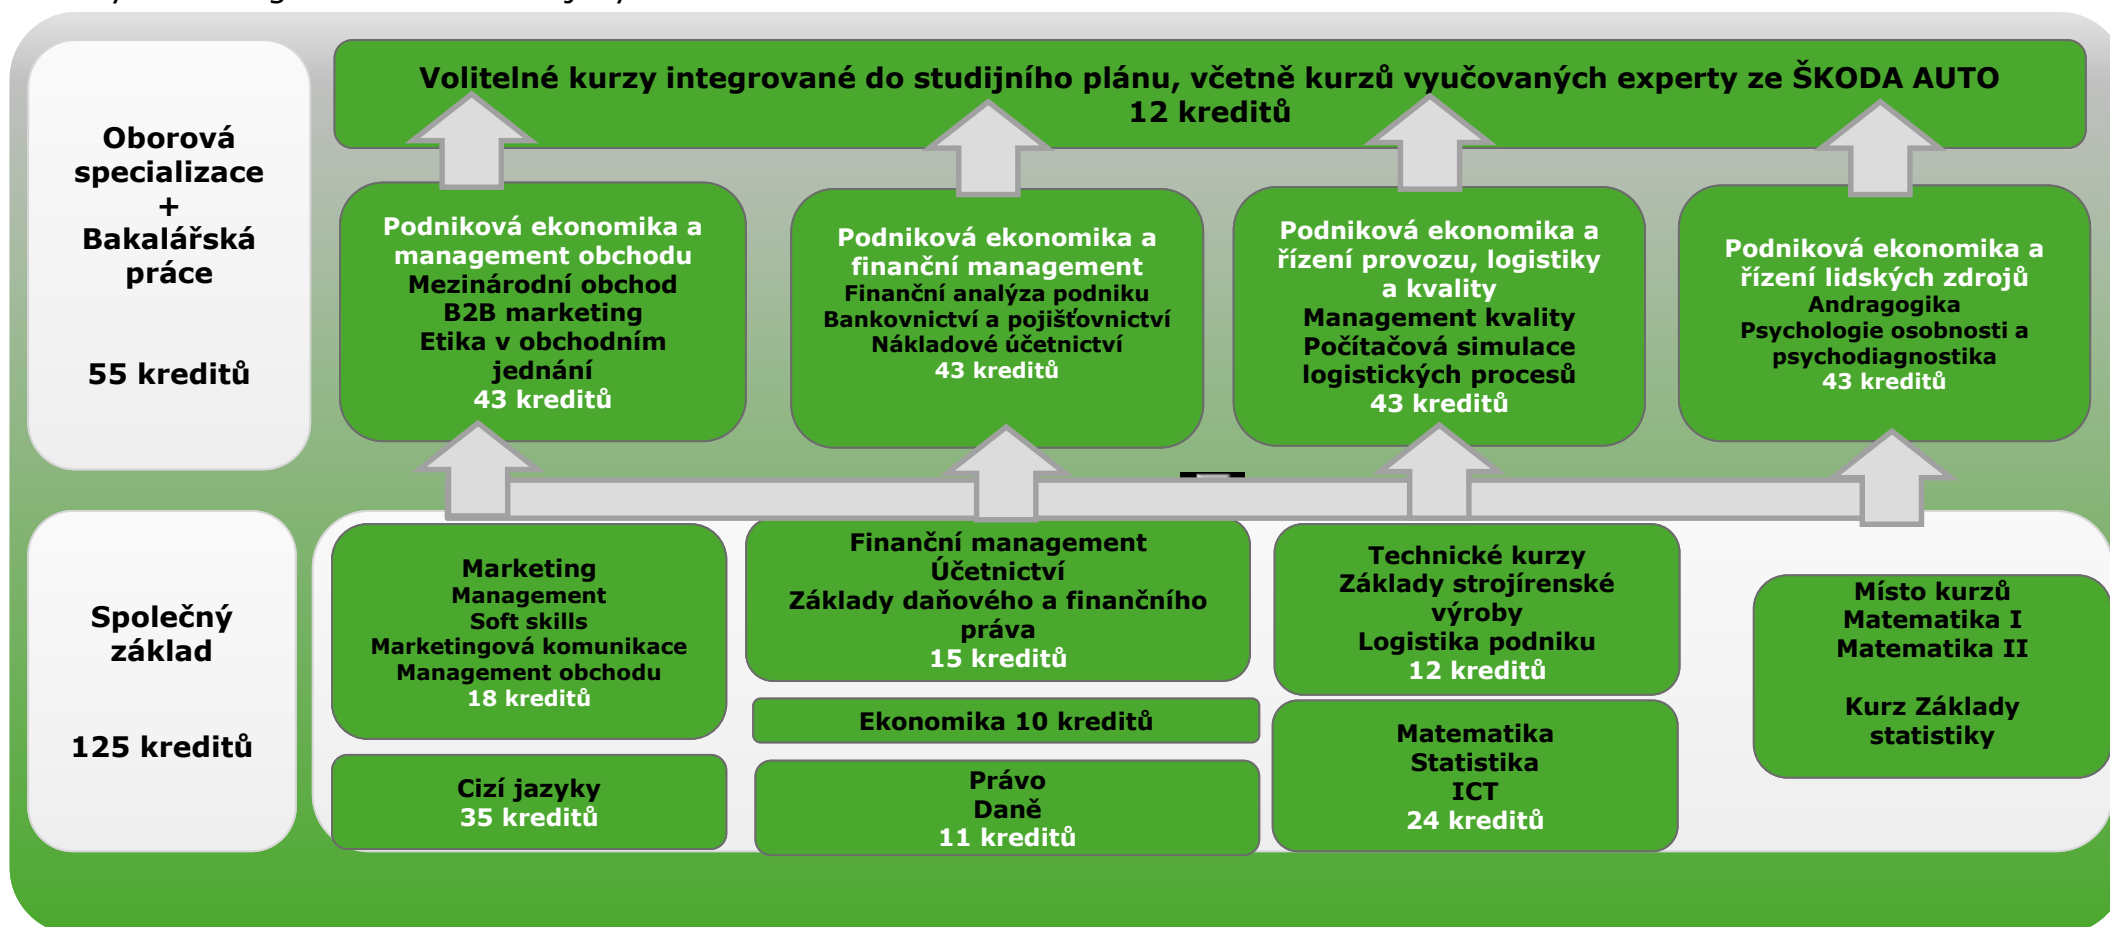 Volitelné kurzy integrované do studijního plánu, včetně kurzů vyučovaných experty ze ŠKODA AUTO
12 kreditů
Oborová
specializace
+
Bakalářská
práce
55 kreditů
Podniková ekonomika a
management obchodu
Mezinárodní obchod
B2B marketing
Etika v obchodním
jednání
43 kreditů
Podniková ekonomika a
finanční management
Finanční analýza podniku
Bankovnictví a pojišťovnictví
Nákladové účetnictví
43 kreditů
Podniková ekonomika a
řízení provozu, logistiky
a kvality
Management kvality
Počítačová simulace
logistických procesů
43 kreditů
Podniková ekonomika a
řízení lidských zdrojů
Andragogika
Psychologie osobnosti a
psychodiagnostika
43 kreditů
Společný
základ
125 kreditů
Marketing
Management
Soft skills
Marketingová komunikace
Management obchodu
18 kreditů
Cizí jazyky
35 kreditů
Finanční management
Účetnictví
Základy daňového a finančního
práva
15 kreditů
Ekonomika 10 kreditů
Právo
Daně
11 kreditů
Technické kurzy
Základy strojírenské
výroby
Logistika podniku
12 kreditů
Matematika
Statistika
ICT
24 kreditů
Místo kurzů
Matematika I
Matematika II
Kurz Základy
statistiky